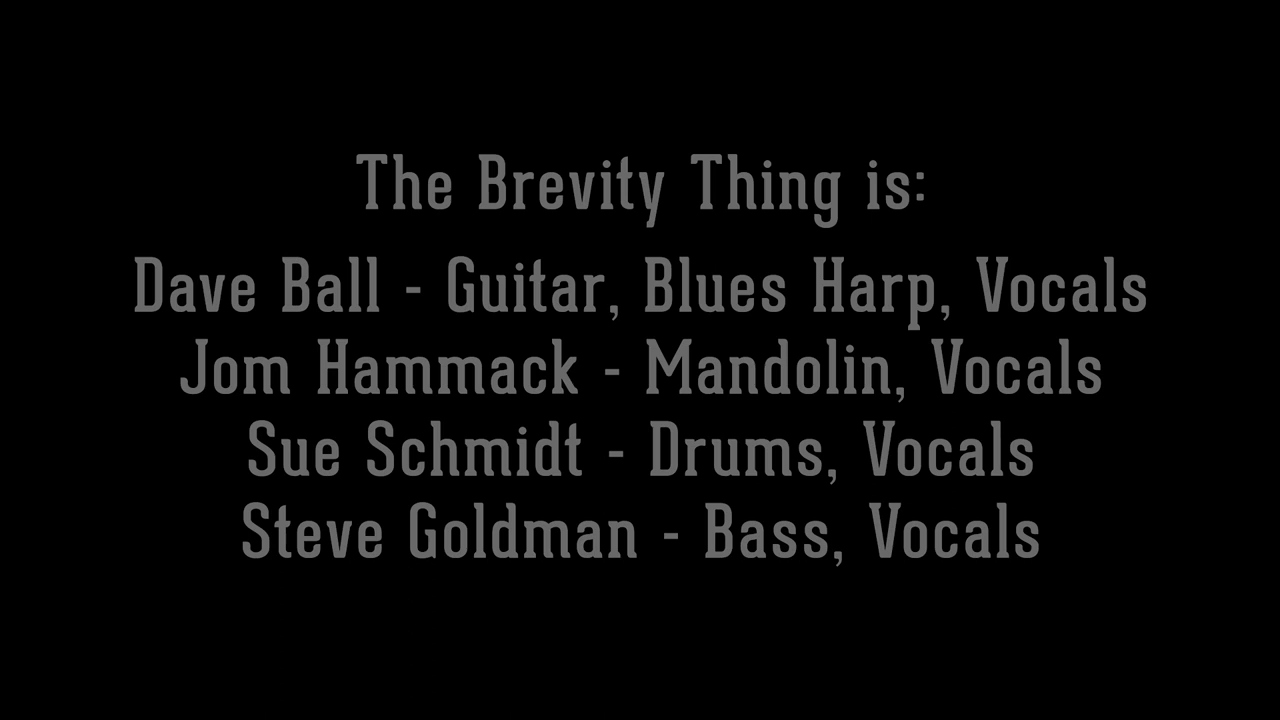 The Brevity Thing is:
Dave Ball - Guitar, Blues Harp, Vocals
Jom Hammack - Mandolin, Vocals
Sue Schmidt - Drums, Vocals
Steve Goldman - Bass, Vocals